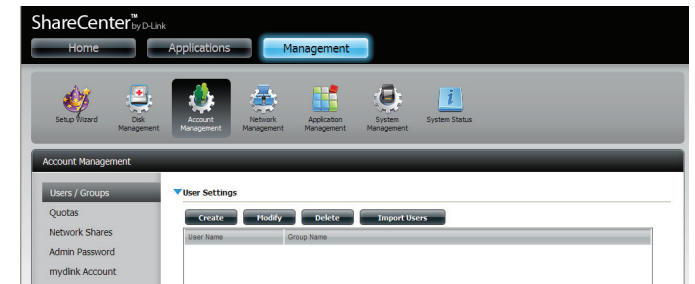 ShareCenter™ by D-Link
Home Applications Management
Setup Wizard Disk Management Account Management Network Management Application Management System Management System Status
Account Management
Users / Groups
Quotas
Network Shares
Admin Password
mydlink Account
User Settings
Create Modify Delete Import Users
User Name Group Name